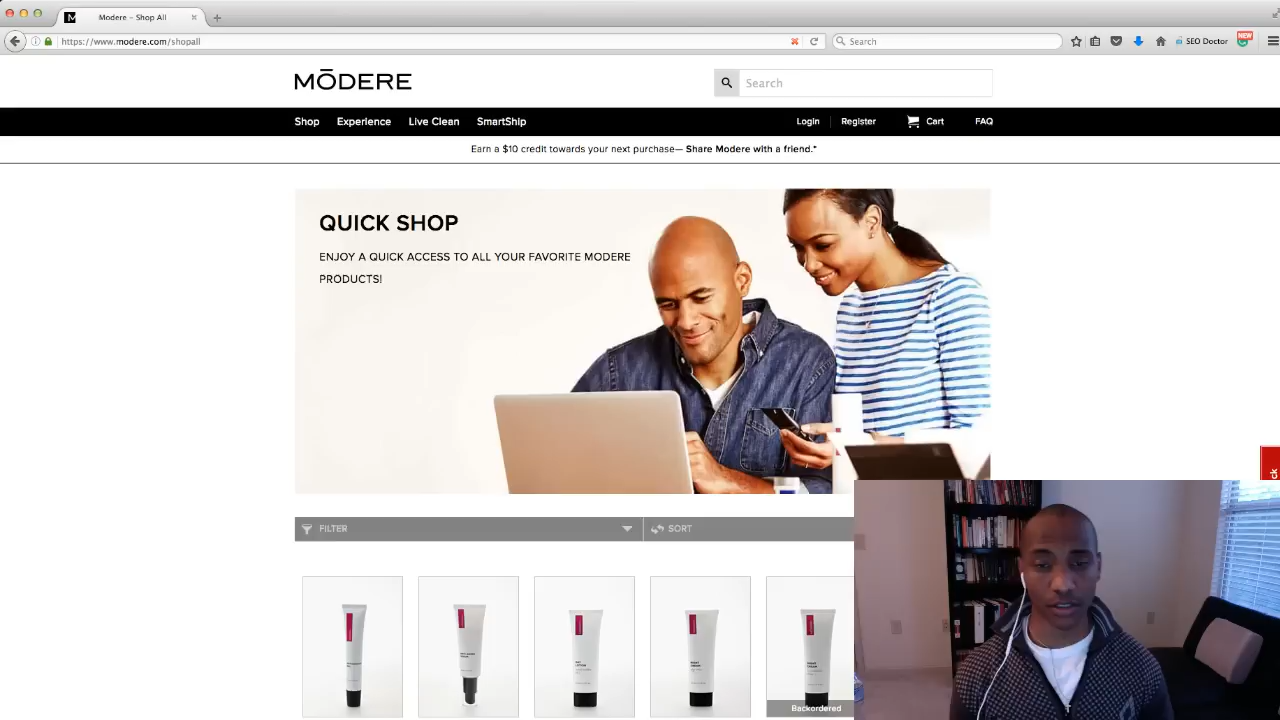 Modere - Shop All
https://www.modere.com/shopall
Search
SEO Doctor
NEW
MŌDERE
Search
Shop Experience Live Clean SmartShip
Login Register Cart FAQ
Earn a $10 credit towards your next purchase— Share Modere with a friend.*
QUICK SHOP
ENJOY A QUICK ACCESS TO ALL YOUR FAVORITE MODERE
PRODUCTS!
FILTER
SORT
Backordered